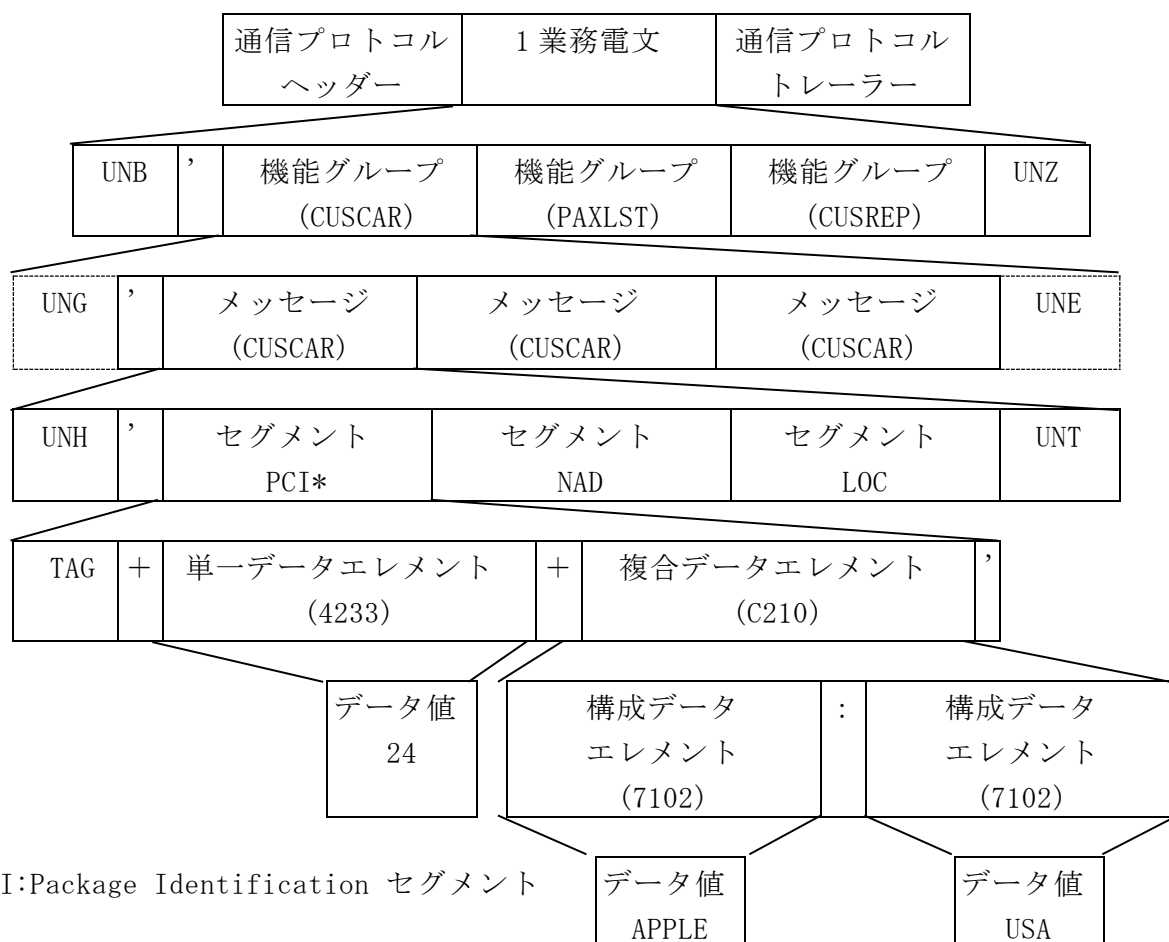 通信プロトコル 1業務電文 通信プロトコル
ヘッダー トレーラー
UNB ’ 機能グループ 機能グループ 機能グループ UNZ
(CUSCAR) (PAXLST) (CUSREP)
UNG ’ メッセージ メッセージ メッセージ UNE
(CUSCAR) (CUSCAR) (CUSCAR)
UNH ’ セグメント セグメント セグメント UNT
PCI* NAD LOC
TAG + 単一データエレメント + 複合データエレメント ’
(4233) (C210)
データ値 構成データ : 構成データ
24 エレメント エレメント
(7102) (7102)
I:Package Identification セグメント データ値 データ値
APPLE USA